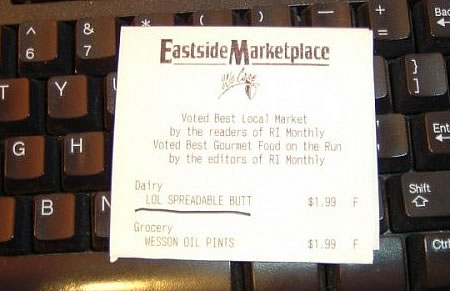 ^ & * ( ) _ + Bac
6 7
T Y U } ]
Eastside Marketplace
We Care
Voted Best Local Market
by the readers of RI Monthly
Voted Best Gourmet Food on the Run
by the editors of RI Monthly
G H Ent
Dairy
LOL SPREADABLE BUTT $1.99 F
Shift
B N
Grocery
WESSON OIL PINTS $1.99 F
Ctrl